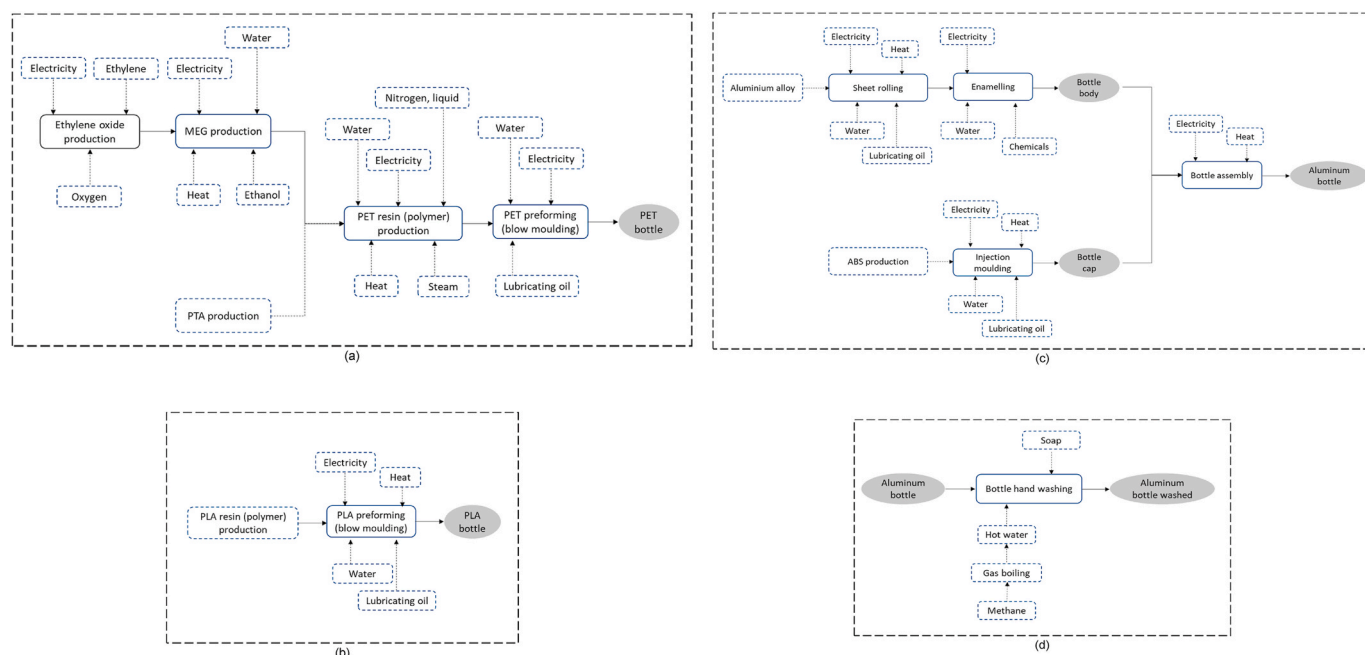 Water
Electricity
Ethylene
Electricity
Nitrogen, liquid
Ethylene oxide
production
MEG production
Water
Water
Electricity
Electricity
Oxygen
Heat
Ethanol
PET resin (polymer)
production
PET preforming
(blow moulding)
PET
bottle
Heat
Steam
Lubricating oil
PTA production
(a)
Electricity
Heat
Electricity
Aluminium alloy
Sheet rolling
Enamelling
Bottle
body
Water
Lubricating oil
Water
Chemicals
Electricity
Heat
Bottle assembly
Aluminum
bottle
Electricity
Heat
ABS production
Injection
moulding
Bottle
cap
Water
Lubricating oil
(c)
Electricity
Heat
PLA resin (polymer)
production
PLA preforming
(blow moulding)
PLA
bottle
Water
Lubricating oil
(b)
Soap
Aluminum
bottle
Bottle hand washing
Aluminum
bottle washed
Hot water
Gas boiling
Methane
(d)